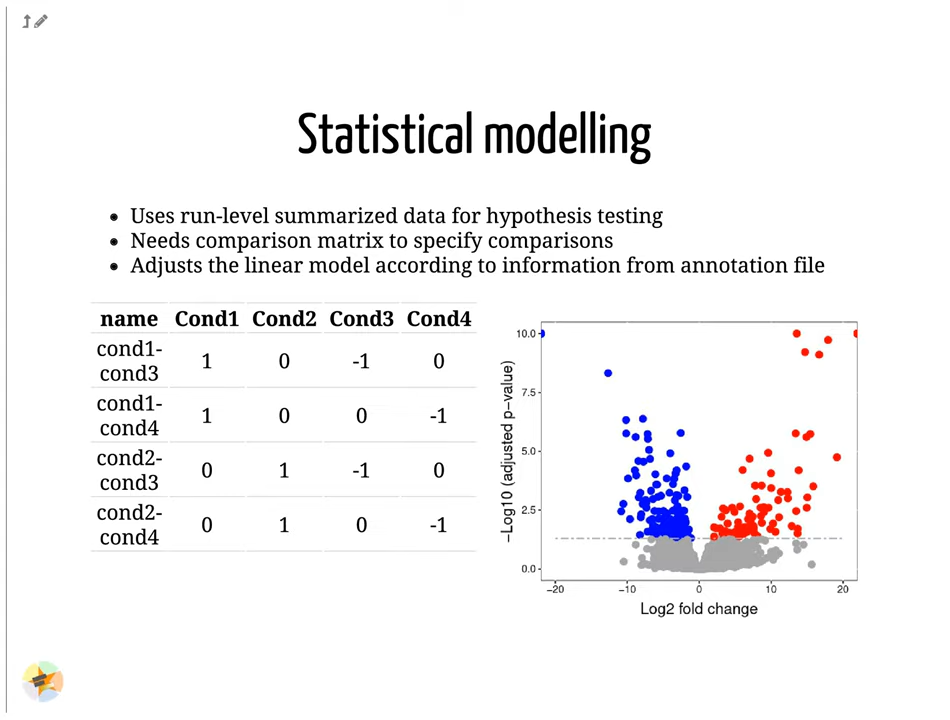 Statistical modelling
Uses run-level summarized data for hypothesis testing
Needs comparison matrix to specify comparisons
Adjusts the linear model according to information from annotation file
name Cond1 Cond2 Cond3 Cond4
cond1-
cond3 1 0 -1 0
cond1-
cond4 1 0 0 -1
cond2-
cond3 0 1 -1 0
cond2-
cond4 0 1 0 -1
−Log10 (adjusted p−value)
10.0
7.5
5.0
2.5
0.0
−20 −10 0 10 20
Log2 fold change